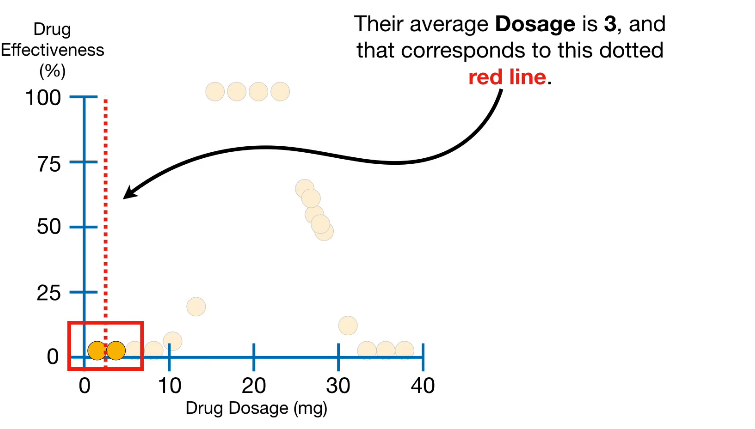 Their average Dosage is 3, and
that corresponds to this dotted
red line.
Drug
Effectiveness
(%)
100
75
50
25
0
0 10 20 30 40
Drug Dosage (mg)